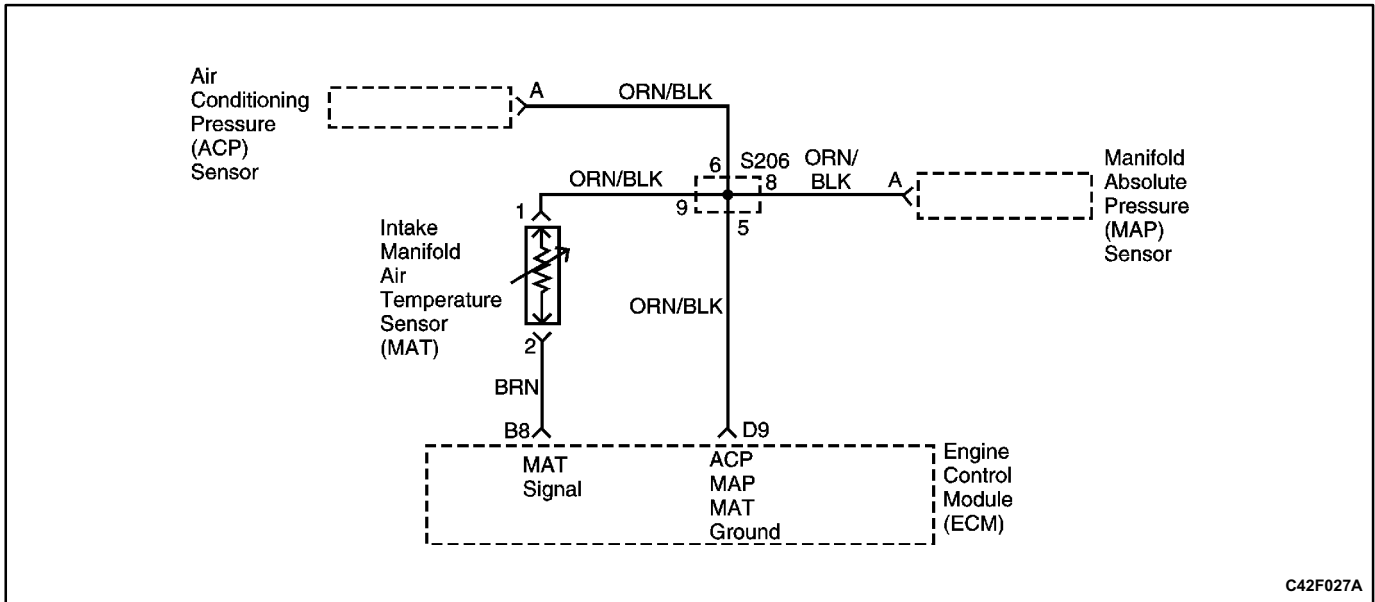 Air
Conditioning
Pressure
(ACP)
Sensor
A
ORN/BLK
6
S206
ORN/
BLK
8
A
Manifold
Absolute
Pressure
(MAP)
Sensor
ORN/BLK
9
5
1
Intake
Manifold
Air
Temperature
Sensor
(MAT)
2
ORN/BLK
BRN
B8
D9
MAT
Signal
ACP
MAP
MAT
Ground
Engine
Control
Module
(ECM)
C42F027A